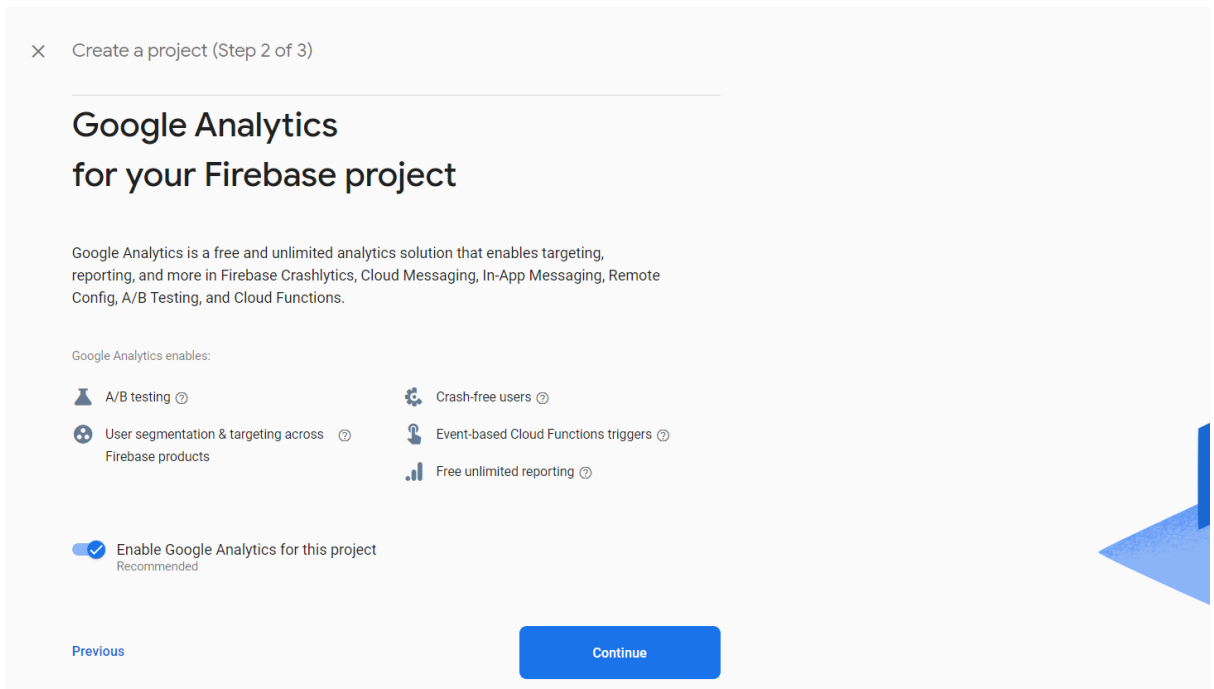 Create a project (Step 2 of 3)
Google Analytics
for your Firebase project
Google Analytics is a free and unlimited analytics solution that enables targeting,
reporting, and more in Firebase Crashlytics, Cloud Messaging, In-App Messaging, Remote
Config, A/B Testing, and Cloud Functions.
Google Analytics enables:
A/B testing
User segmentation & targeting across
Firebase products
Crash-free users
Event-based Cloud Functions triggers
Free unlimited reporting
Enable Google Analytics for this project
Recommended
Previous
Continue